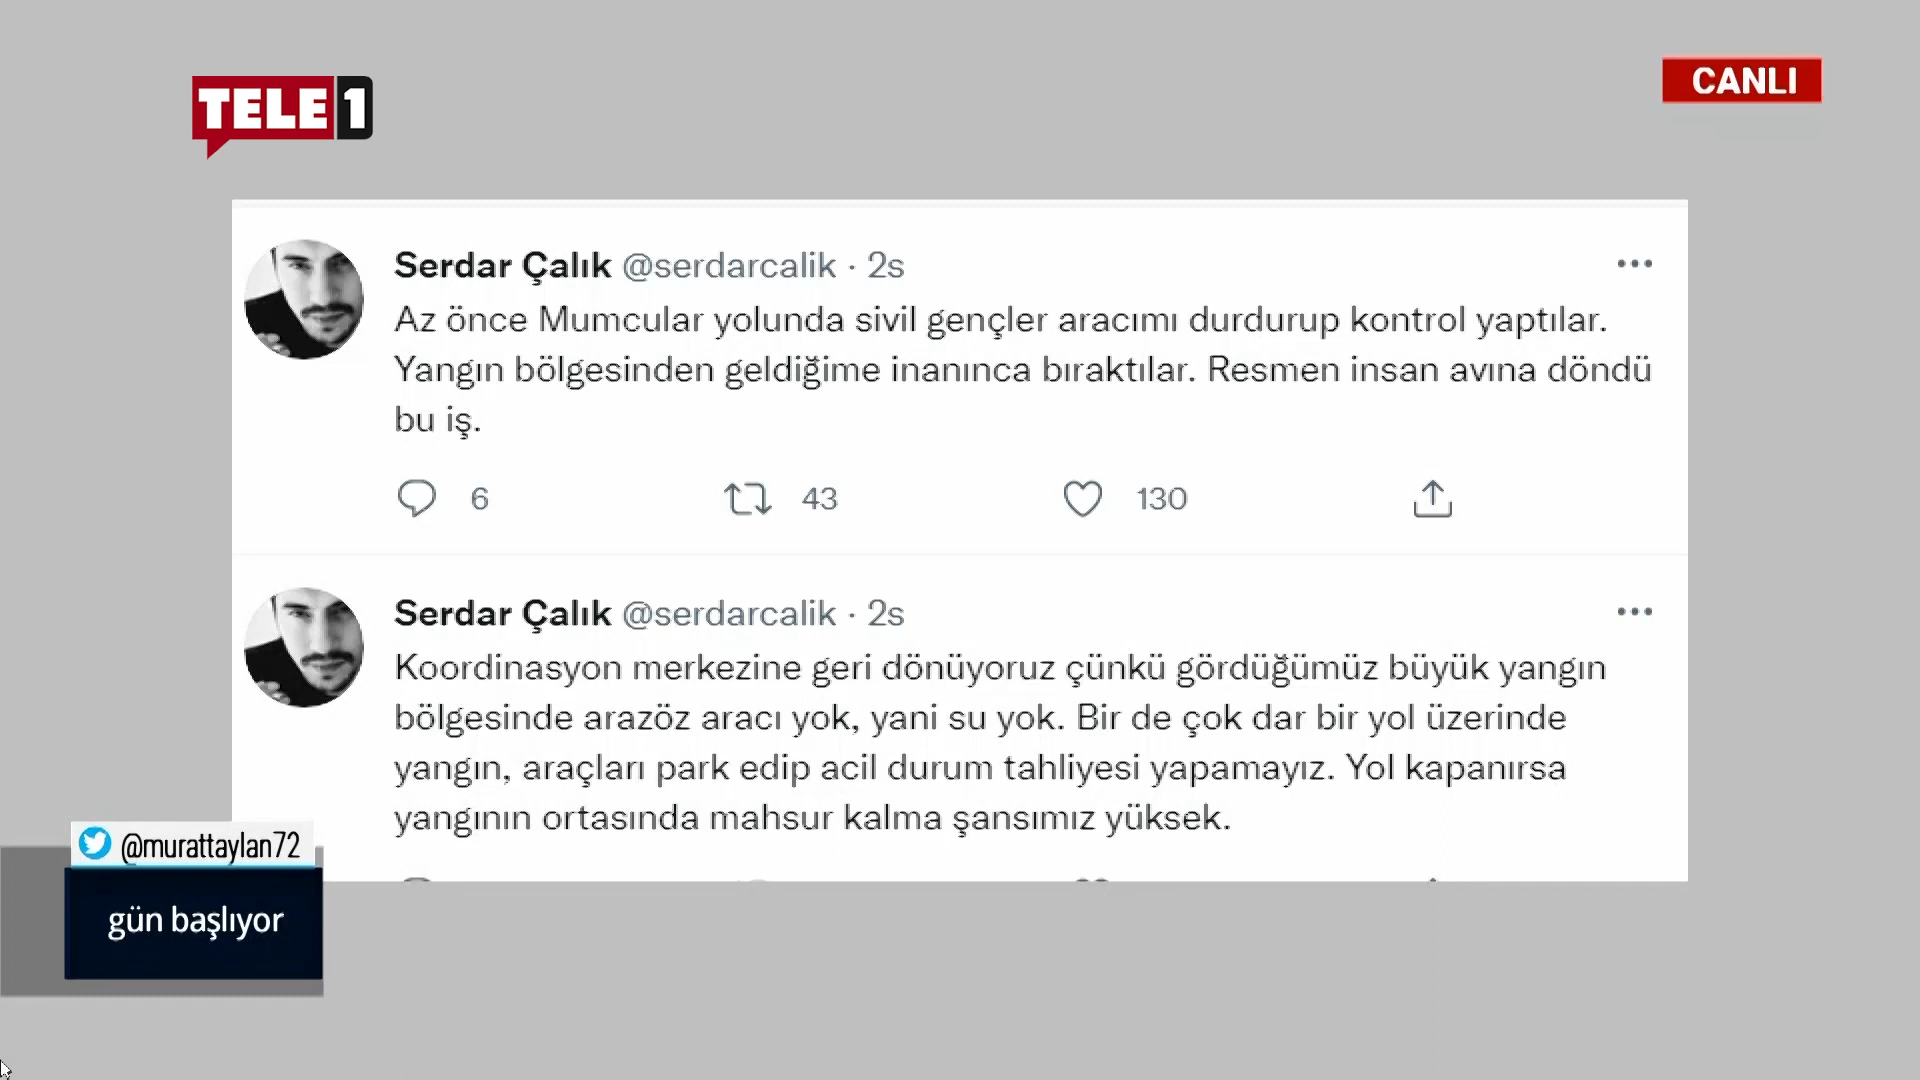 TELE1
CANLI
Serdar Çalık @serdarcalik · 2s
Az önce Mumcular yolunda sivil gençler aracımı durdurup kontrol yaptılar.
Yangın bölgesinden geldiğime inanınca bıraktılar. Resmen insan avına döndü
bu iş.
6 43 130
Serdar Çalık @serdarcalik · 2s
Koordinasyon merkezine geri dönüyoruz çünkü gördüğümüz büyük yangın
bölgesinde arazöz aracı yok, yani su yok. Bir de çok dar bir yol üzerinde
yangın, araçları park edip acil durum tahliyesi yapamayız. Yol kapanırsa
yangının ortasında mahsur kalma şansımız yüksek.
@murattaylan72
gün başlıyor